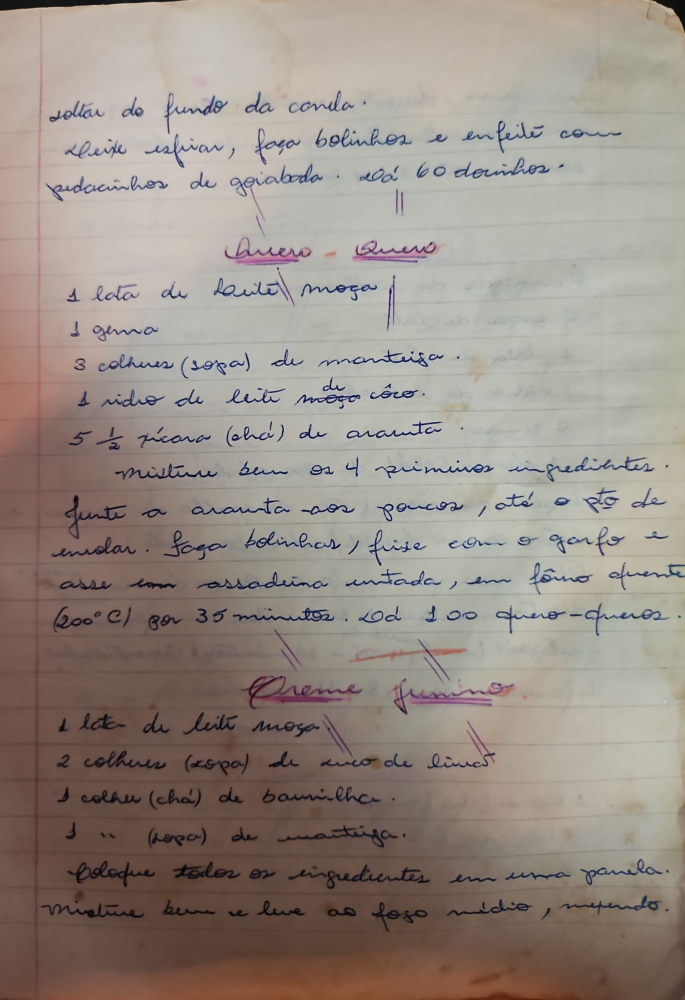 soltar do fundo da panela.
Deixe esfriar, faça bolinhos e enfeite com
pedacinhos de goiabada. Dá 60 docinhos.
Quero - Quero
1 lata de Leite moça
1 gema
3 colheres (sopa) de manteiga.
1 vidro de leite moça de côco.
5 1/2 xícara (chá) de araruta.
Misture bem os 4 primeiros ingredientes.
Junte a araruta aos poucos, até o pto de
enrolar. Faça bolinhas, frise com o garfo e
asse em assadeira untada, em fôrno quente
(200°C) por 35 minutos. Dá 100 quero-queros.
Creme Junino
1 lata de leite moça.
2 colheres (sopa) de suco de limão
1 colher (chá) de baunilha.
1 " (sopa) de manteiga.
Coloque todos os ingredientes em uma panela.
Misture bem e leve ao fogo médio, mexendo.